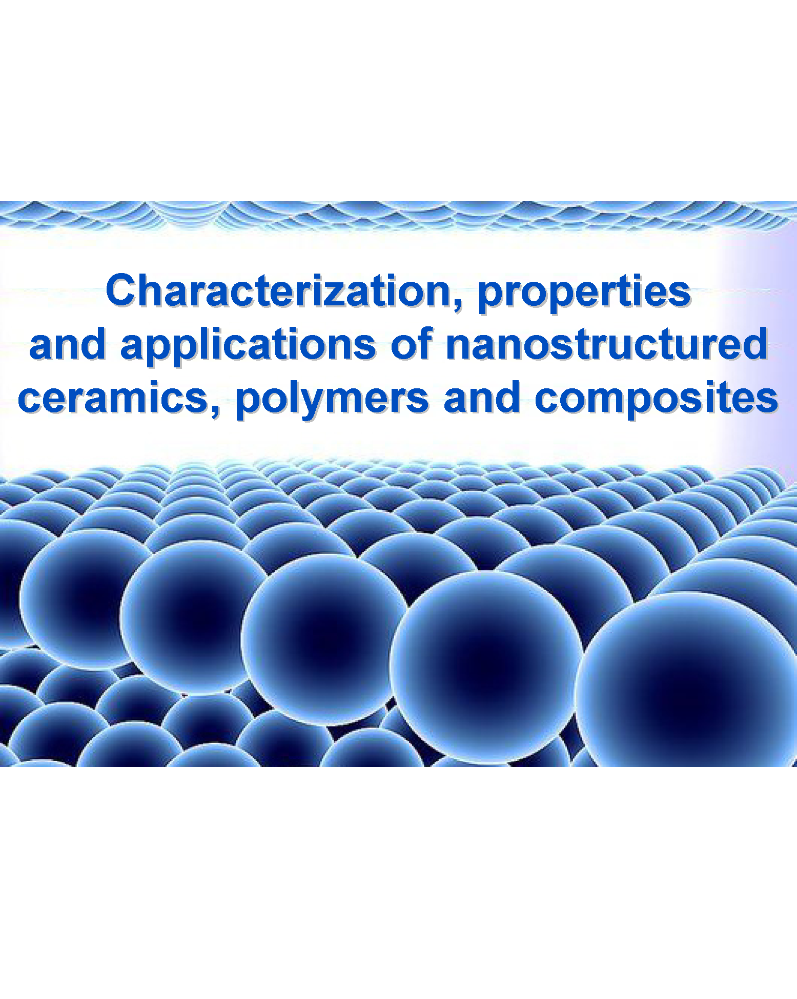 Characterization, properties
and applications of nanostructured
ceramics, polymers and composites